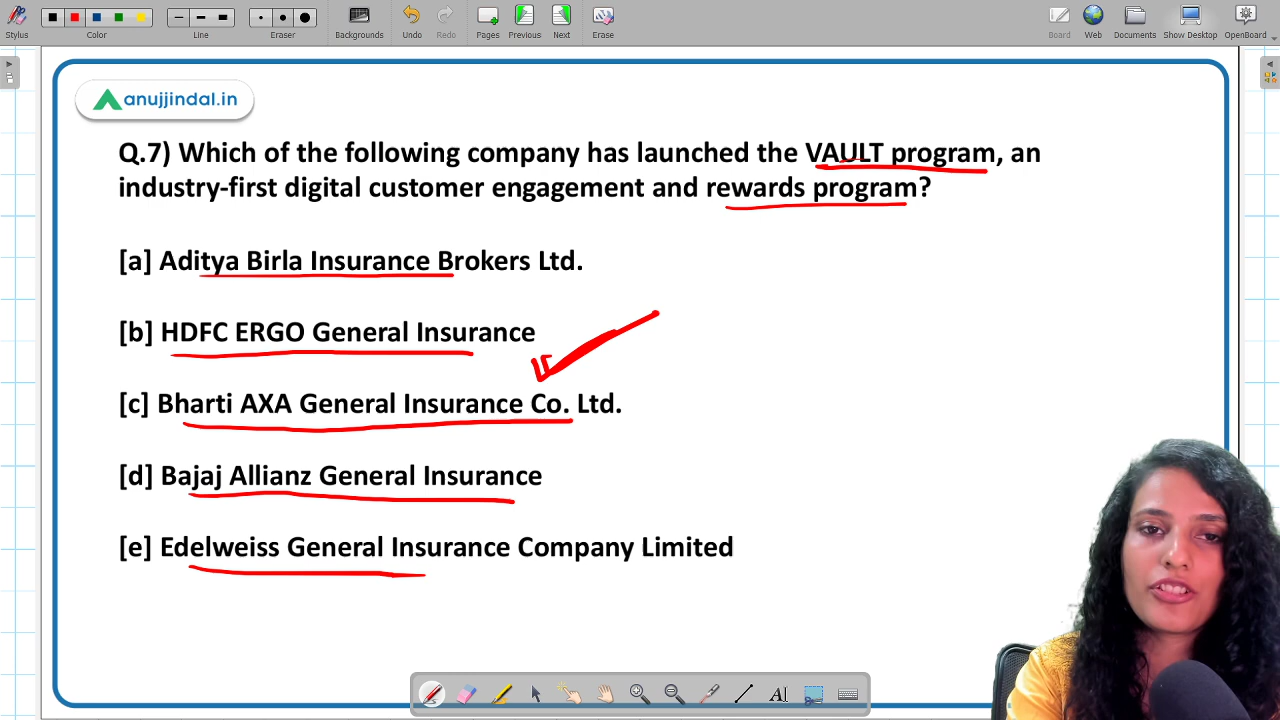 Stylus
Color
Line
Eraser
Backgrounds
Undo
Redo
Pages
Previous
Next
Erase
Board
Web
Documents
Show Desktop
OpenBoard
anujjindal.in
Q.7) Which of the following company has launched the VAULT program, an
industry-first digital customer engagement and rewards program?
[a] Aditya Birla Insurance Brokers Ltd.
[b] HDFC ERGO General Insurance
[c] Bharti AXA General Insurance Co. Ltd.
[d] Bajaj Allianz General Insurance
[e] Edelweiss General Insurance Company Limited
AI